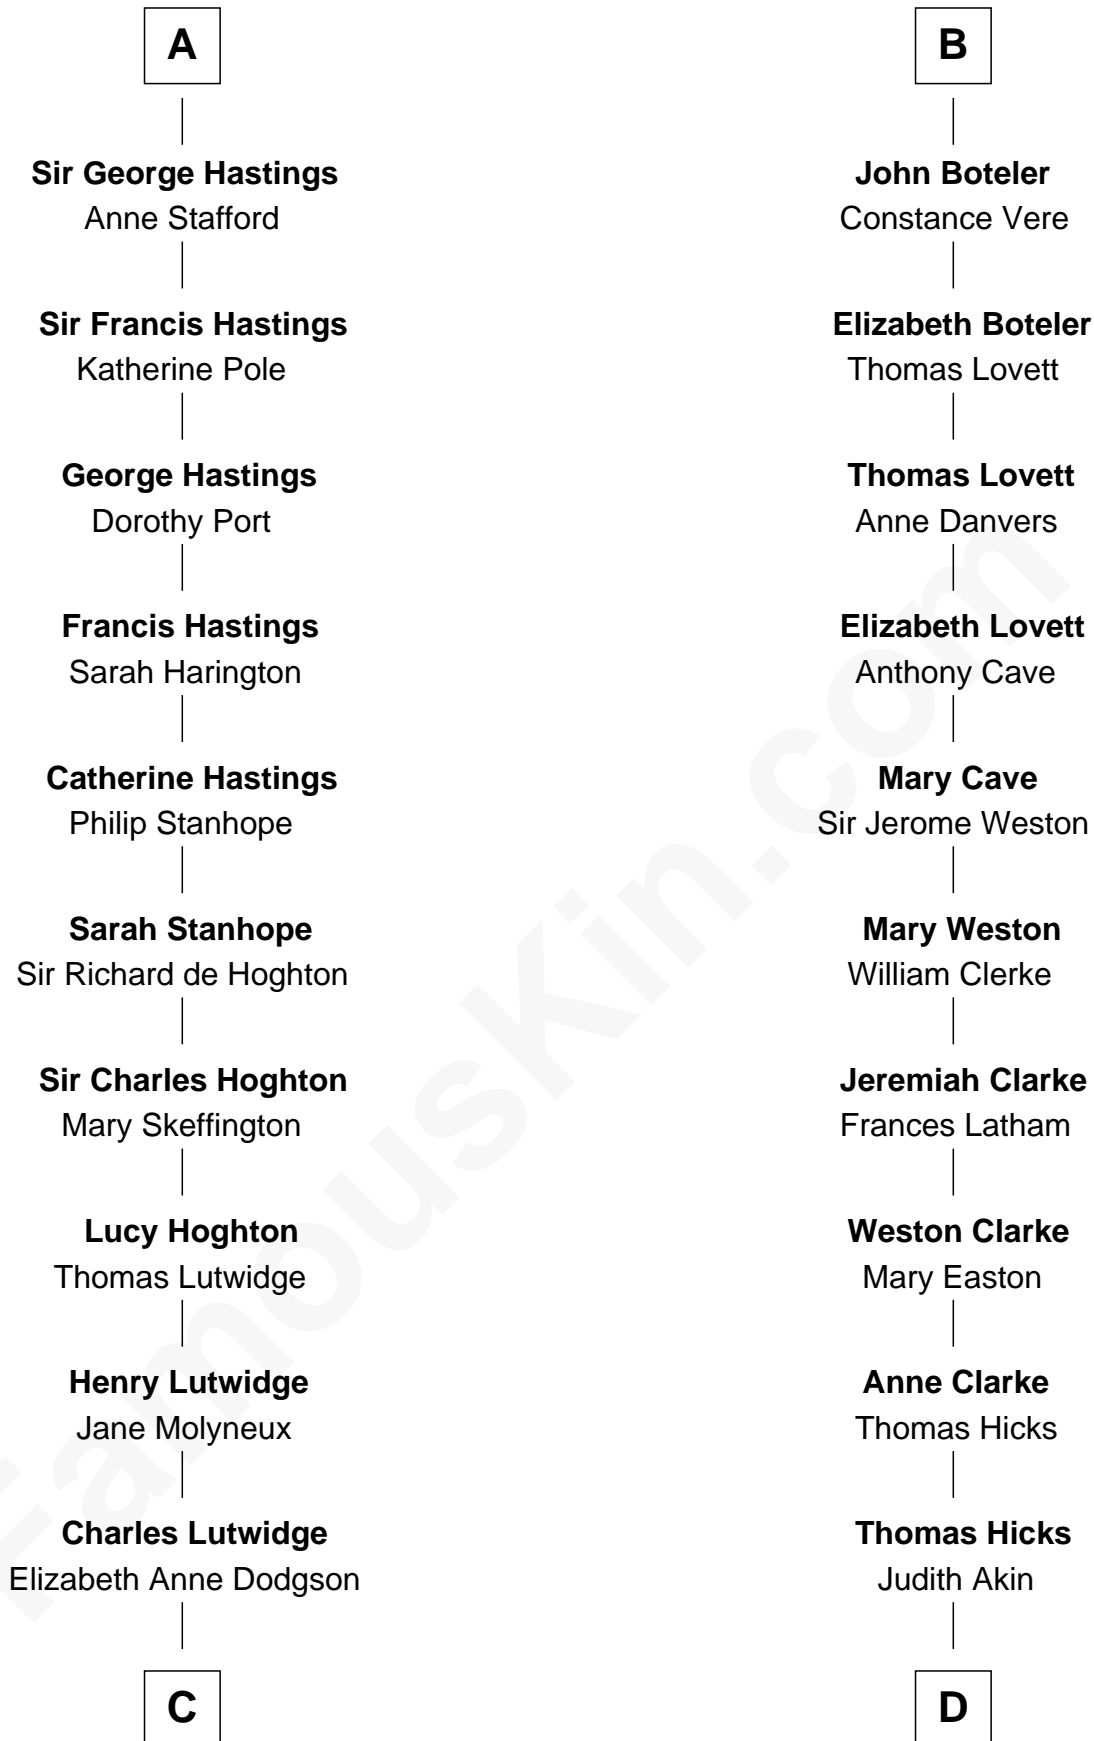 A
Sir George Hastings
Anne Stafford
Sir Francis Hastings
Katherine Pole
George Hastings
Dorothy Port
Francis Hastings
Sarah Harington
Catherine Hastings
Philip Stanhope
Sarah Stanhope
Sir Richard de Hoghton
Sir Charles Hoghton
Mary Skeffington
Lucy Hoghton
Thomas Lutwidge
Henry Lutwidge
Jane Molyneux
Charles Lutwidge
Elizabeth Anne Dodgson
C
B
John Boteler
Constance Vere
Elizabeth Boteler
Thomas Lovett
Thomas Lovett
Anne Danvers
Elizabeth Lovett
Anthony Cave
Mary Cave
Sir Jerome Weston
Mary Weston
William Clerke
Jeremiah Clarke
Frances Latham
Weston Clarke
Mary Easton
Anne Clarke
Thomas Hicks
Thomas Hicks
Judith Akin
D
FamousKin.com